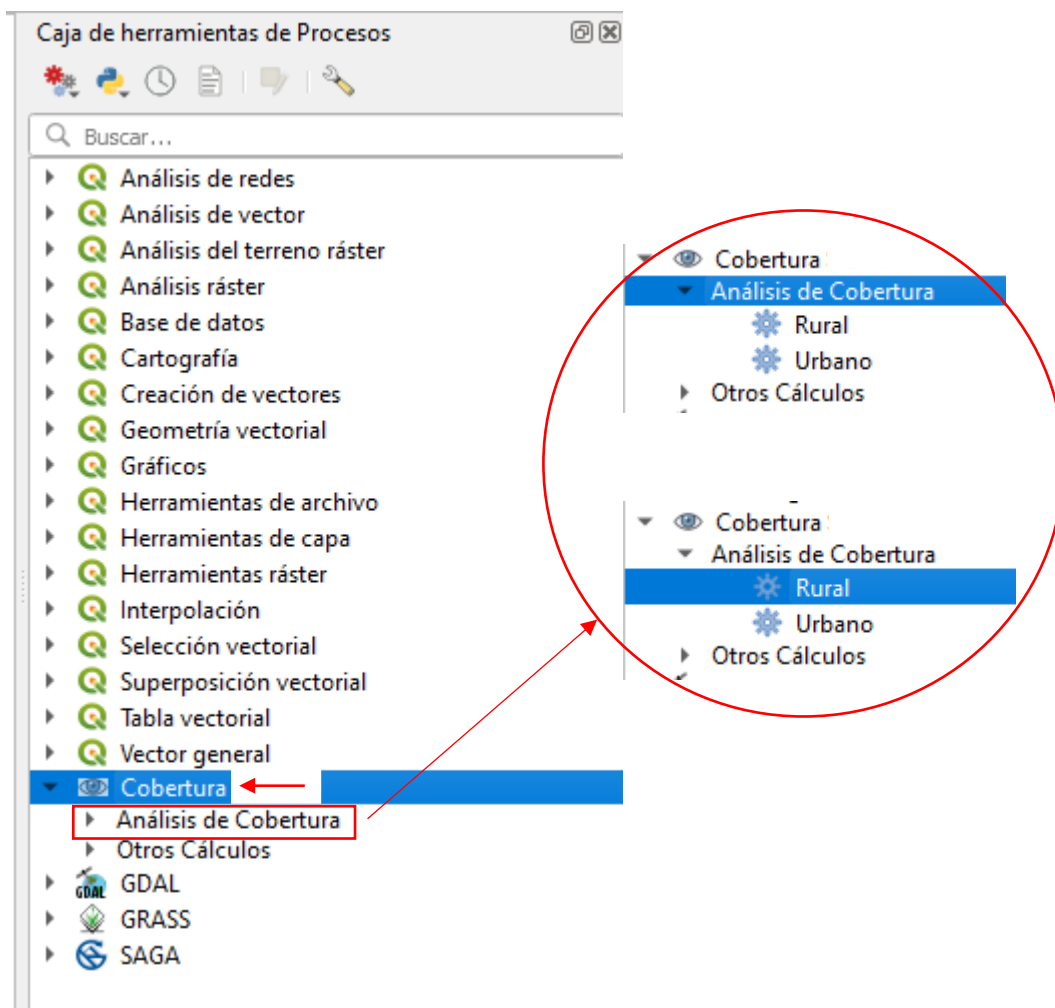 Caja de herramientas de Procesos
Buscar...
Análisis de redes
Análisis de vector
Análisis del terreno ráster
Análisis ráster
Base de datos
Cartografía
Creación de vectores
Geometría vectorial
Gráficos
Herramientas de archivo
Herramientas de capa
Herramientas ráster
Interpolación
Selección vectorial
Superposición vectorial
Tabla vectorial
Vector general
Cobertura
Análisis de Cobertura
Otros Cálculos
GDAL
GDAL
GRASS
SAGA
Cobertura
Análisis de Cobertura
Rural
Urbano
Otros Cálculos
Cobertura
Análisis de Cobertura
Rural
Urbano
Otros Cálculos